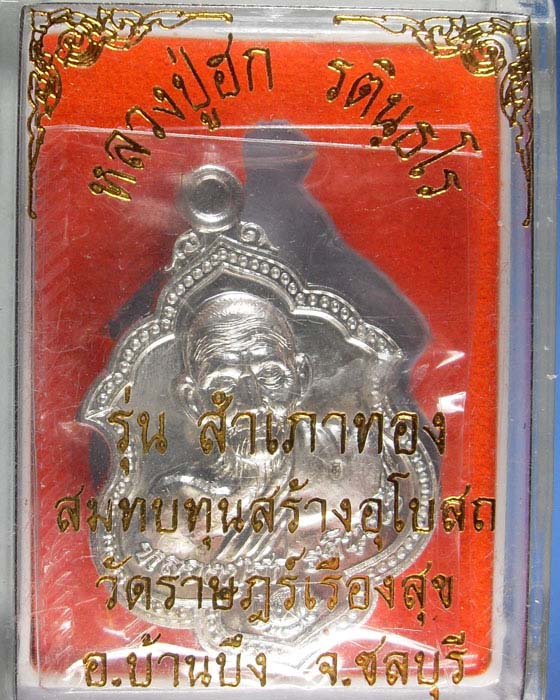 หลวงปู่ฮก รตินฺธโร
รุ่น สำเภาทอง
สมทบทุนสร้างอุโบสถ
วัดราษฎร์เรืองสุข
อ.บ้านบึง จ.ชลบุรี